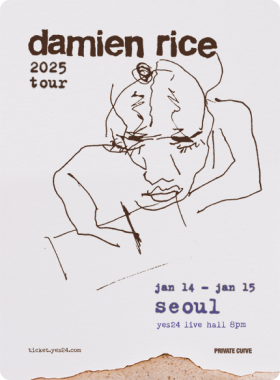 damien rice
2025
tour
jan 14 – jan 15
seoul
yes24 live hall 8pm
ticket.yes24.com
PRIVATE CURVE